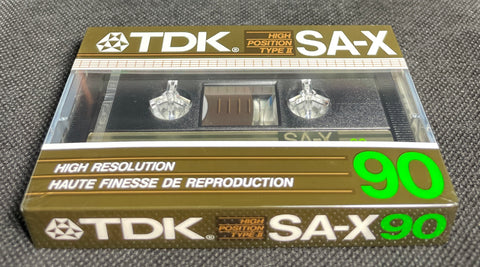 TDK® HIGH POSITION TYPE II SA-X
SA-X 90
HIGH RESOLUTION
HAUTE FINESSE DE REPRODUCTION
90
TDK® HIGH POSITION TYPE II SA-X 90